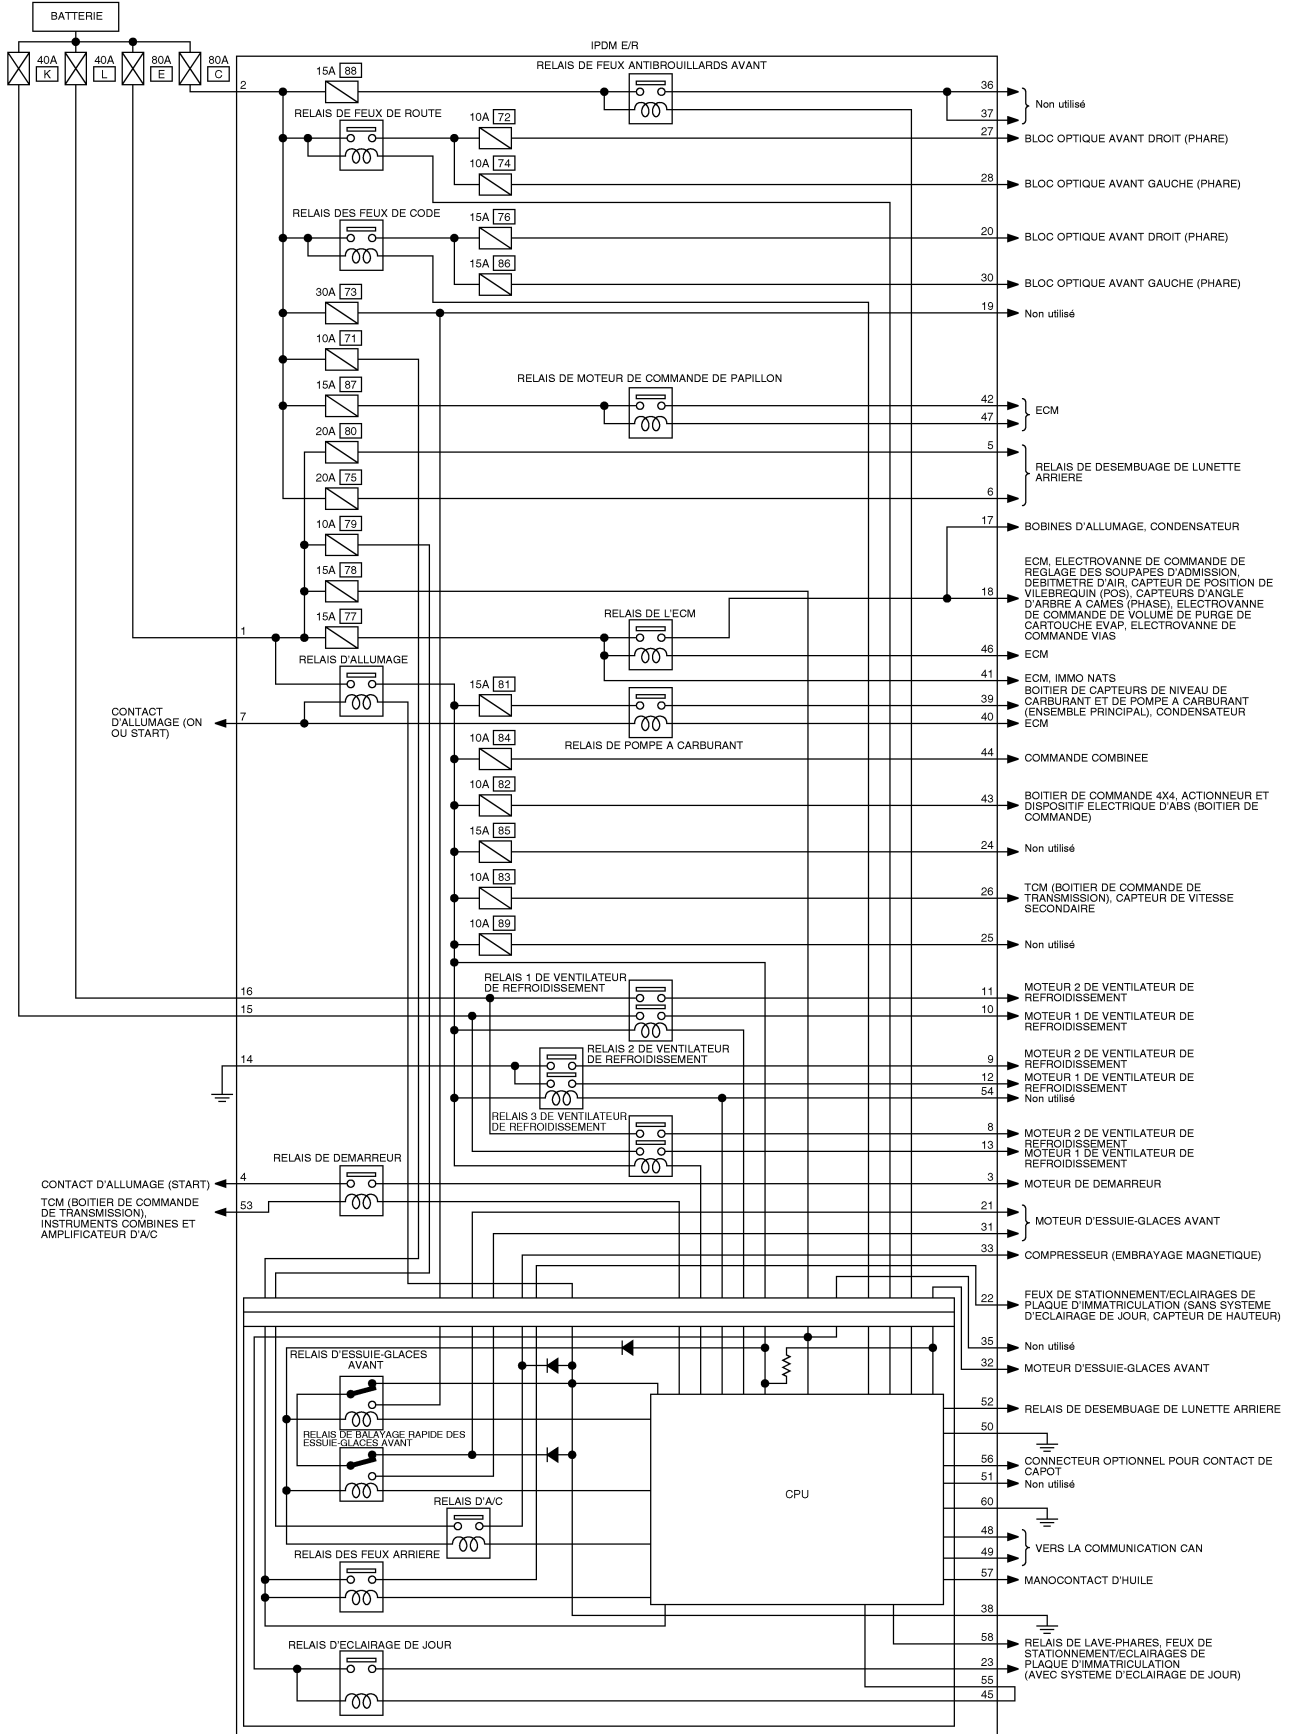 BATTERIE
40A
K
40A
L
80A
E
80A
C
IPDM E/R
2
15A 88
RELAIS DE FEUX ANTIBROUILLARDS AVANT
36
37
Non utilisé
RELAIS DE FEUX DE ROUTE
10A 72
27
BLOC OPTIQUE AVANT DROIT (PHARE)
10A 74
28
BLOC OPTIQUE AVANT GAUCHE (PHARE)
RELAIS DES FEUX DE CODE
15A 76
20
BLOC OPTIQUE AVANT DROIT (PHARE)
15A 86
30
BLOC OPTIQUE AVANT GAUCHE (PHARE)
30A 73
19
Non utilisé
10A 71
15A 87
RELAIS DE MOTEUR DE COMMANDE DE PAPILLON
42
47
ECM
20A 80
5
20A 75
6
RELAIS DE DESEMBUAGE DE LUNETTE
ARRIERE
10A 79
17
BOBINES D'ALLUMAGE, CONDENSATEUR
15A 78
18
ECM, ELECTROVANNE DE COMMANDE DE
REGLAGE DES SOUPAPES D'ADMISSION,
DEBITMETRE D'AIR, CAPTEUR DE POSITION DE
VILEBREQUIN (POS), CAPTEURS D'ANGLE
D'ARBRE A CAMES (PHASE), ELECTROVANNE
DE COMMANDE DE VOLUME DE PURGE DE
CARTOUCHE EVAP, ELECTROVANNE DE
COMMANDE VIAS
1
15A 77
RELAIS DE L'ECM
46
ECM
RELAIS D'ALLUMAGE
41
ECM, IMMO NATS
15A 81
39
BOITIER DE CAPTEURS DE NIVEAU DE
CARBURANT ET DE POMPE A CARBURANT
(ENSEMBLE PRINCIPAL), CONDENSATEUR
CONTACT
D'ALLUMAGE (ON
OU START)
7
40
ECM
RELAIS DE POMPE A CARBURANT
10A 84
44
COMMANDE COMBINEE
10A 82
43
BOITIER DE COMMANDE 4X4, ACTIONNEUR ET
DISPOSITIF ELECTRIQUE D'ABS (BOITIER DE
COMMANDE)
15A 85
24
Non utilisé
10A 83
26
TCM (BOITIER DE COMMANDE DE
TRANSMISSION), CAPTEUR DE VITESSE
SECONDAIRE
10A 89
25
Non utilisé
RELAIS 1 DE VENTILATEUR
DE REFROIDISSEMENT
16
11
MOTEUR 2 DE VENTILATEUR DE
REFROIDISSEMENT
15
10
MOTEUR 1 DE VENTILATEUR DE
REFROIDISSEMENT
RELAIS 2 DE VENTILATEUR
DE REFROIDISSEMENT
14
9
MOTEUR 2 DE VENTILATEUR DE
REFROIDISSEMENT
12
MOTEUR 1 DE VENTILATEUR DE
REFROIDISSEMENT
54
Non utilisé
RELAIS 3 DE VENTILATEUR
DE REFROIDISSEMENT
8
MOTEUR 2 DE VENTILATEUR DE
REFROIDISSEMENT
13
MOTEUR 1 DE VENTILATEUR DE
REFROIDISSEMENT
RELAIS DE DEMARREUR
CONTACT D'ALLUMAGE (START)
4
3
MOTEUR DE DEMARREUR
TCM (BOITIER DE COMMANDE
DE TRANSMISSION),
INSTRUMENTS COMBINES ET
AMPLIFICATEUR D'A/C
53
21
31
MOTEUR D'ESSUIE-GLACES AVANT
33
COMPRESSEUR (EMBRAYAGE MAGNETIQUE)
22
FEUX DE STATIONNEMENT/ECLAIRAGES DE
PLAQUE D'IMMATRICULATION (SANS SYSTEME
D'ECLAIRAGE DE JOUR, CAPTEUR DE HAUTEUR)
35
Non utilisé
32
MOTEUR D'ESSUIE-GLACES AVANT
RELAIS D'ESSUIE-GLACES
AVANT
52
RELAIS DE DESEMBUAGE DE LUNETTE ARRIERE
50
RELAIS DE BALAYAGE RAPIDE DES
ESSUIE-GLACES AVANT
56
CONNECTEUR OPTIONNEL POUR CONTACT DE
CAPOT
51
Non utilisé
CPU
RELAIS D'A/C
60
48
49
VERS LA COMMUNICATION CAN
RELAIS DES FEUX ARRIERE
57
MANOCONTACT D'HUILE
38
RELAIS D'ECLAIRAGE DE JOUR
58
RELAIS DE LAVE-PHARES, FEUX DE
STATIONNEMENT/ECLAIRAGES DE
PLAQUE D'IMMATRICULATION
(AVEC SYSTEME D'ECLAIRAGE DE JOUR)
23
55
45